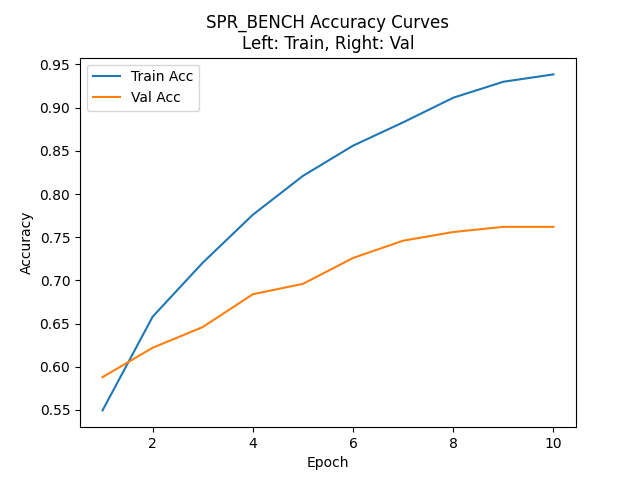 SPR_BENCH Accuracy Curves
Left: Train, Right: Val
Train Acc
Val Acc
Accuracy
0.95
0.90
0.85
0.80
0.75
0.70
0.65
0.60
0.55
2 4 6 8 10
Epoch